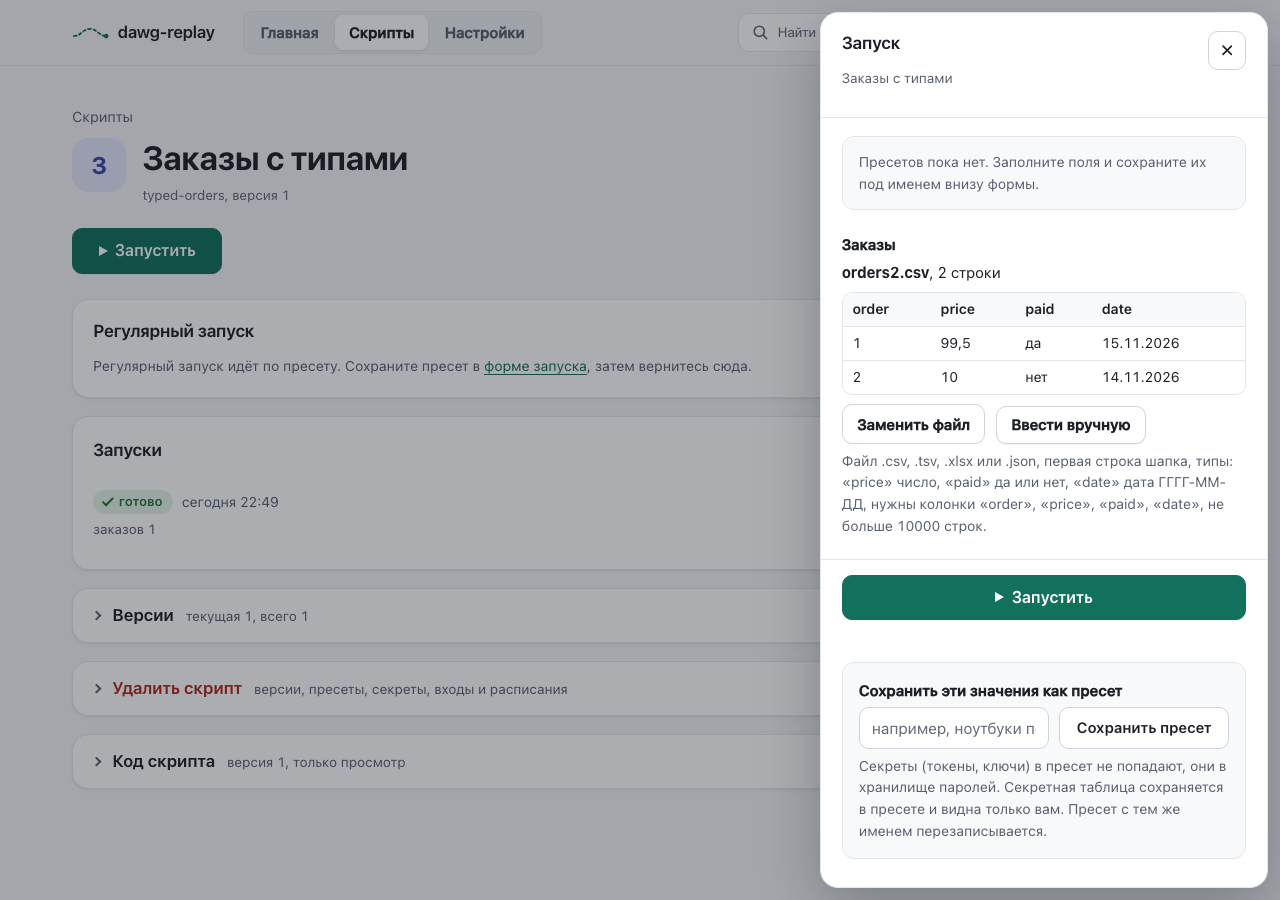 dawg-replay
Главная
Скрипты
Настройки
Найти
Скрипты
З
Заказы с типами
typed-orders, версия 1
Запустить
Регулярный запуск
Регулярный запуск идёт по пресету. Сохраните пресет в форме запуска, затем вернитесь сюда.
Запуски
готово сегодня 22:49
заказов 1
Версии текущая 1, всего 1
Удалить скрипт версии, пресеты, секреты, входы и расписания
Код скрипта версия 1, только просмотр
Запуск
Заказы с типами
Пресетов пока нет. Заполните поля и сохраните их
под именем внизу формы.
Заказы
orders2.csv, 2 строки
order price paid date
1 99,5 да 15.11.2026
2 10 нет 14.11.2026
Заменить файл
Ввести вручную
Файл .csv, .tsv, .xlsx или .json, первая строка шапка, типы:
«price» число, «paid» да или нет, «date» дата ГГГГ-ММ-
ДД, нужны колонки «order», «price», «paid», «date», не
больше 10000 строк.
Запустить
Сохранить эти значения как пресет
например, ноутбуки п
Сохранить пресет
Секреты (токены, ключи) в пресет не попадают, они в
хранилище паролей. Секретная таблица сохраняется
в пресете и видна только вам. Пресет с тем же
именем перезаписывается.